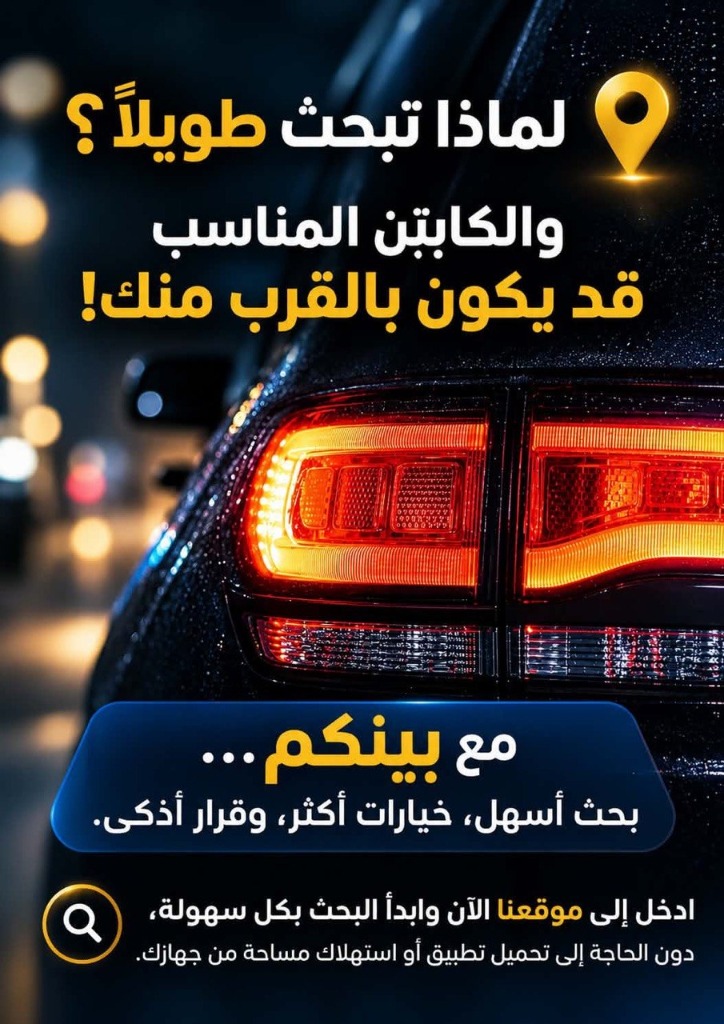 لماذا تبحث طويلاً؟
والكابتن المناسب
قد يكون بالقرب منك!
مع بينكم...
بحث أسهل، خيارات أكثر، وقرار أذكى.
ادخل إلى موقعنا الآن وابدأ البحث بكل سهولة،
دون الحاجة إلى تحميل تطبيق أو استهلاك مساحة من جهازك.